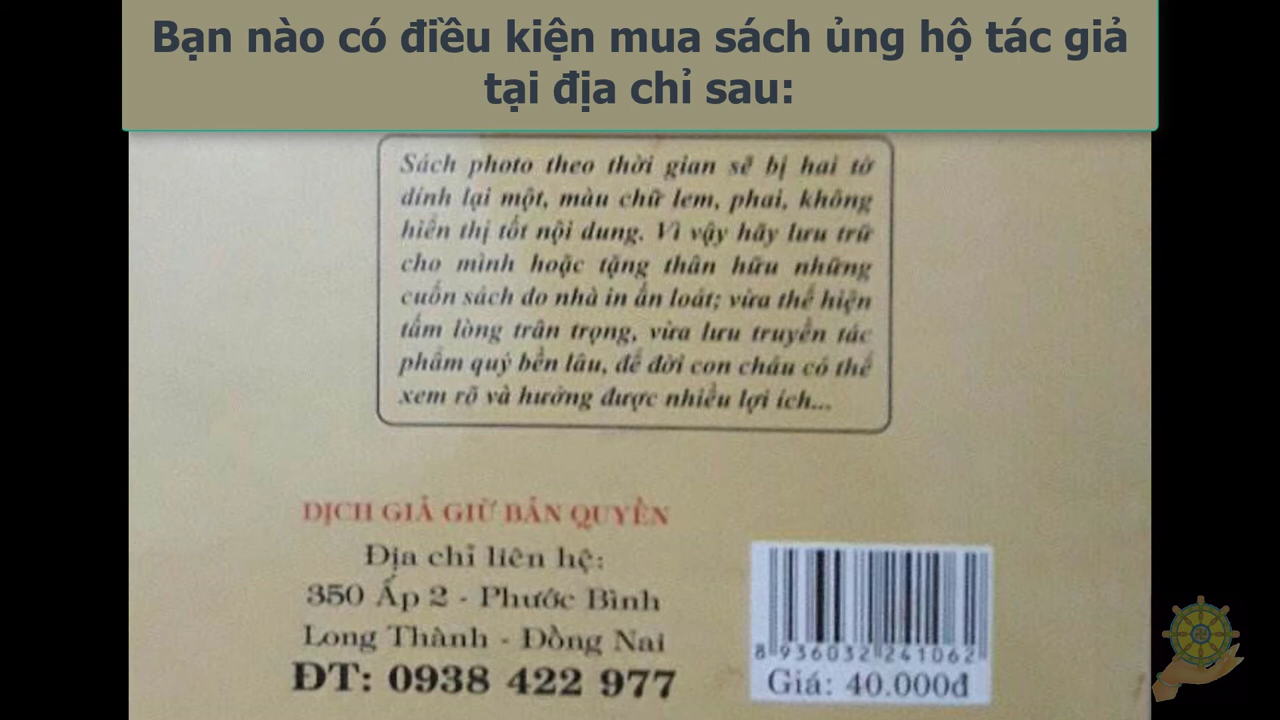 Bạn nào có điều kiện mua sách ủng hộ tác giả
tại địa chỉ sau:
Sách photo theo thời gian sẽ bị hai tờ
dính lại một, màu chữ lem, phai, không
hiển thị tốt nội dung. Vì vậy hãy lưu trữ
cho mình hoặc tặng thân hữu những
cuốn sách do nhà in ấn loát; vừa thể hiện
tấm lòng trân trọng, vừa lưu truyền tác
phẩm quý bền lâu, để đời con cháu có thể
xem rõ và hưởng được nhiều lợi ích...
DỊCH GIẢ GIỮ BẢN QUYỀN
Địa chỉ liên hệ:
350 Ấp 2 - Phước Bình
Long Thành - Đồng Nai
ĐT: 0938 422 977
8 936032 241062
Giá: 40.000đ